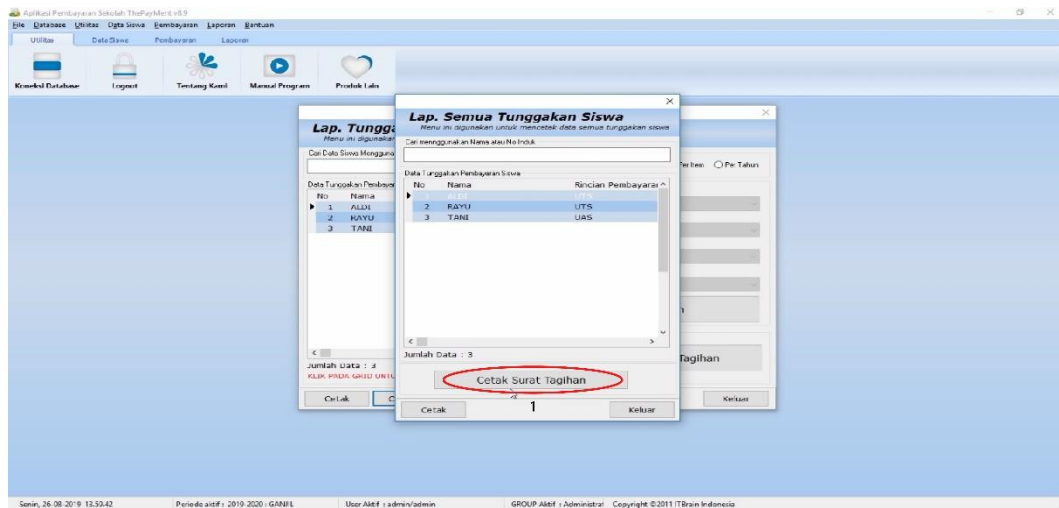 Aplikasi Pembayaran Sekolah ThePayMent v8.9
File Database Utilitas Data Siswa Pembayaran Laporan Bantuan
Utilitas Data Siswa Pembayaran Laporan
Koneksi Database Logout Tentang Kami Manual Program Produk Lain
Lap. Tungga
Menu ini digunakan
Cari Data Siswa Mengguna
Data Tunggakan Pembayar
No Nama
1 ALDI
2 RAYU
3 TANI
Jumlah Data : 3
KLIK PADA GRID UNTU
Cetak C
Lap. Semua Tunggakan Siswa
Menu ini digunakan untuk mencetak data semua tunggakan siswa
Cari mennggunakan Nama atau No Induk
Data Tunggakan Pembayaran Siswa
No Nama Rincian Pembayaran
1 ALDI UTS
2 RAYU UTS
3 TANI UAS
Jumlah Data : 3
Cetak Surat Tagihan
1
Cetak Keluar
Per Item Per Tahun
Tagihan
Keluar
Senin, 26-08-2019 13.59.42 Periode aktif : 2019-2020 : GANJIL User Aktif : admin/admin GROUP Aktif : Administrat Copyright ©2011 ITBrain Indonesia